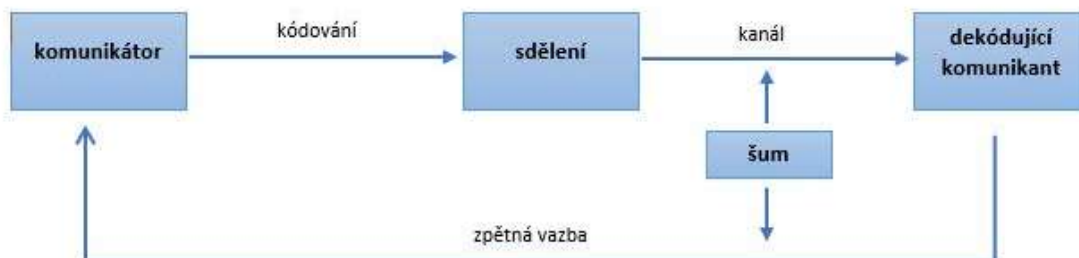 komunikátor
kódování
sdělení
kanál
dekódující
komunikant
šum
zpětná vazba